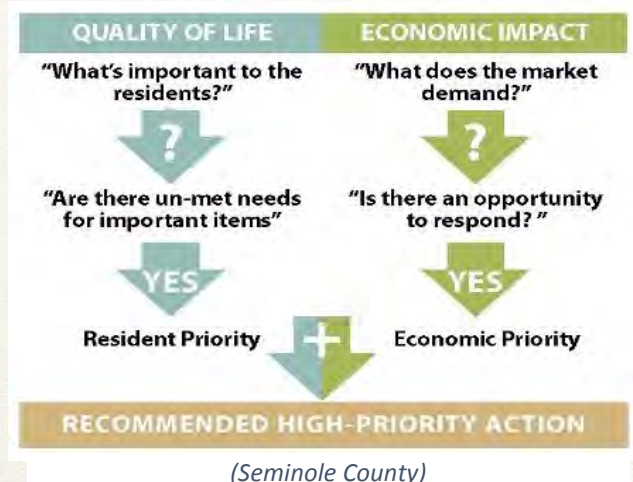 QUALITY OF LIFE
"What's important to the
residents?"
?
"Are there un-met needs
for important items"
YES
Resident Priority
ECONOMIC IMPACT
"What does the market
demand?"
?
"Is there an opportunity
to respond? "
YES
Economic Priority
+
RECOMMENDED HIGH-PRIORITY ACTION
(Seminole County)